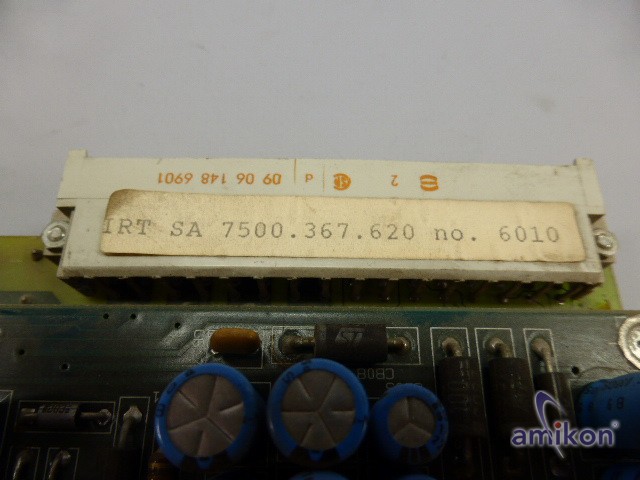 09 06 148 6901 P 2
IRT SA 7500.367.620 no. 6010
amikon